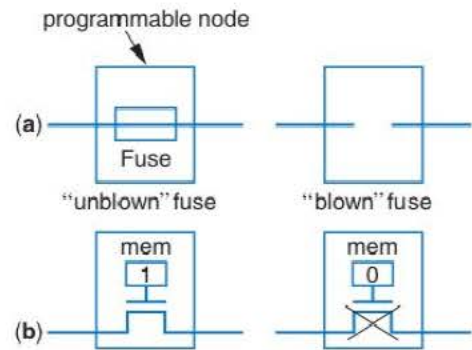 programmable node
(a)
Fuse
"unblown" fuse
"blown" fuse
mem
mem
1
0
(b)